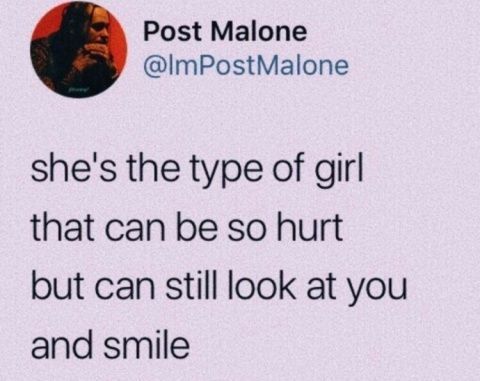 Post Malone
@ImPostMalone
she's the type of girl
that can be so hurt
but can still look at you
and smile